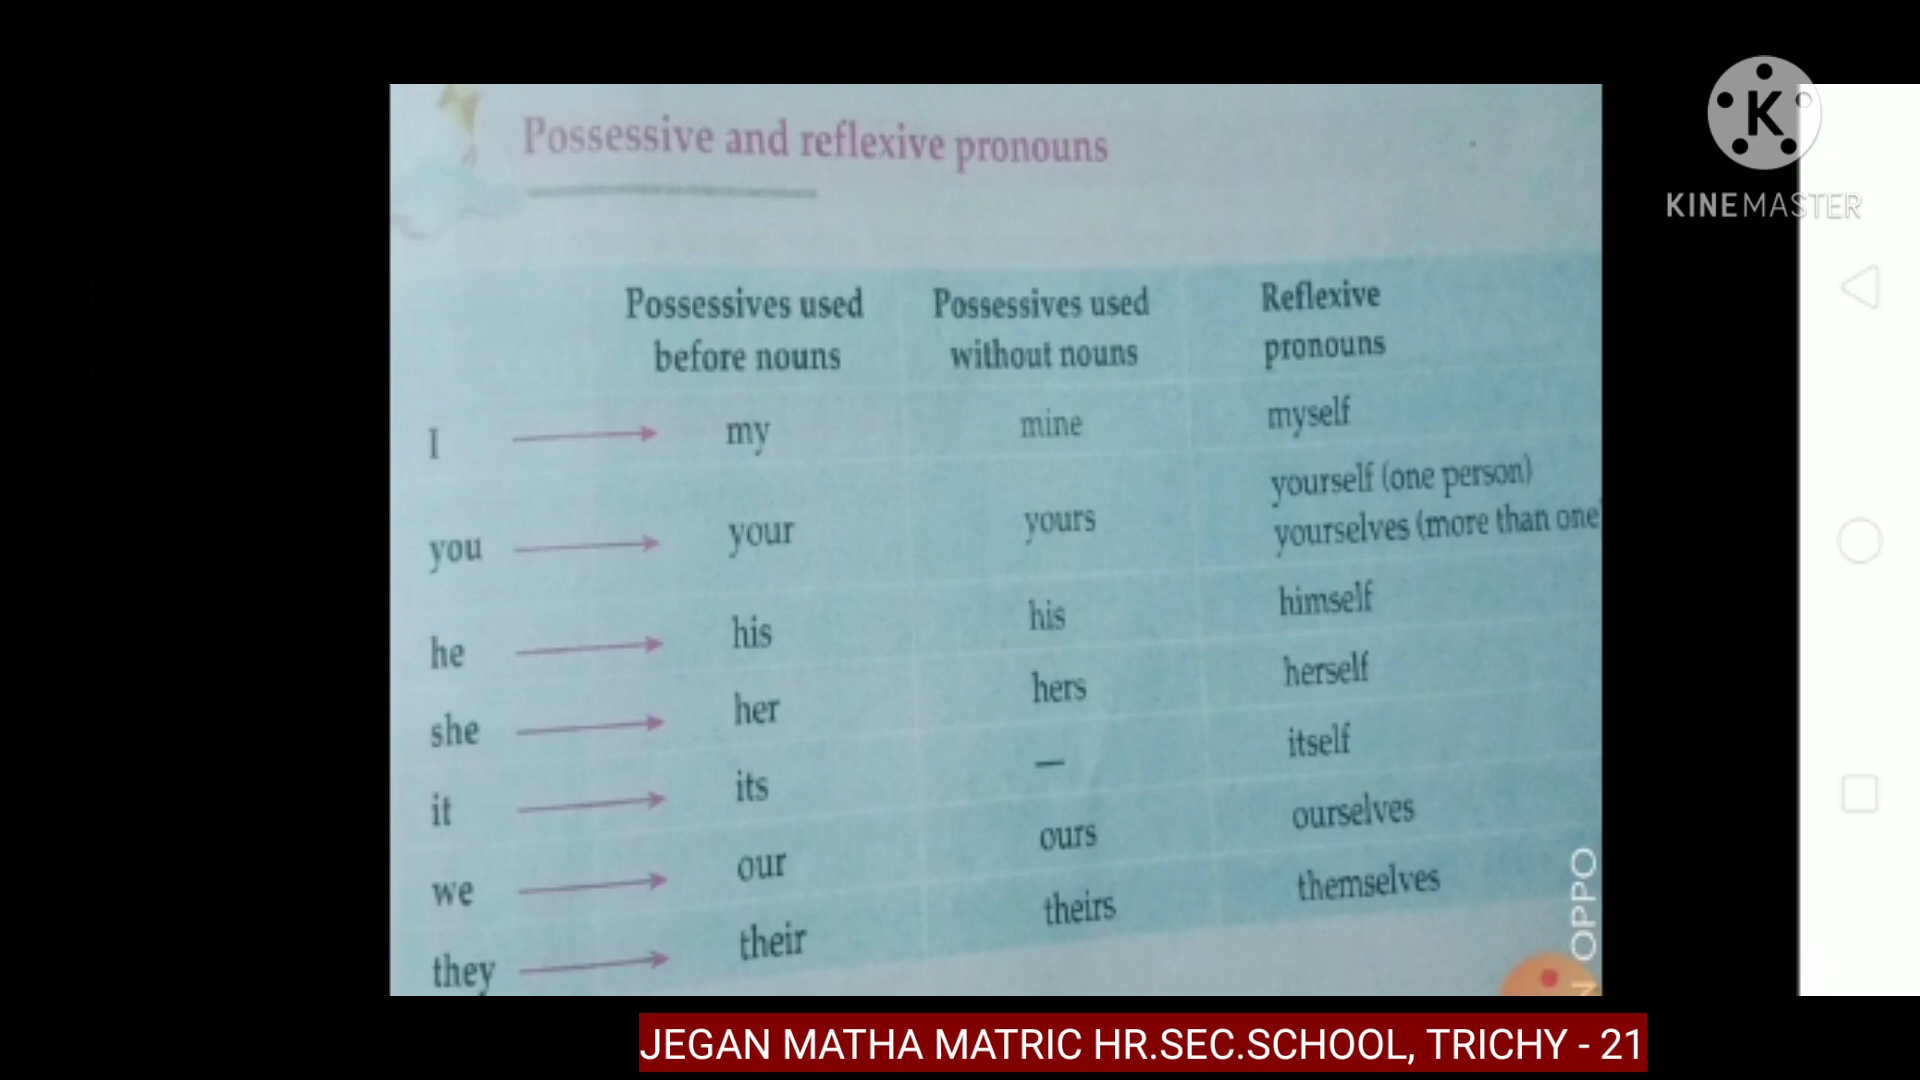 Possessive and reflexive pronouns
Possessives used before nouns Possessives used without nouns Reflexive pronouns
I my mine myself
you your yours yourself (one person)
yourselves (more than one
he his his himself
she her hers herself
it its — itself
we our ours ourselves
they their theirs themselves
K
KINEMASTER
OPPO
JEGAN MATHA MATRIC HR.SEC.SCHOOL, TRICHY - 21